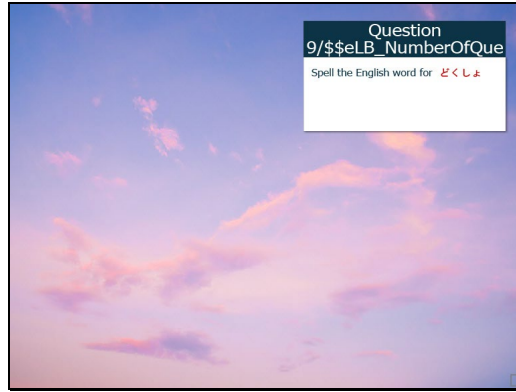 Question
9/$$eLB_NumberOfQue
Spell the English word for どくしょ